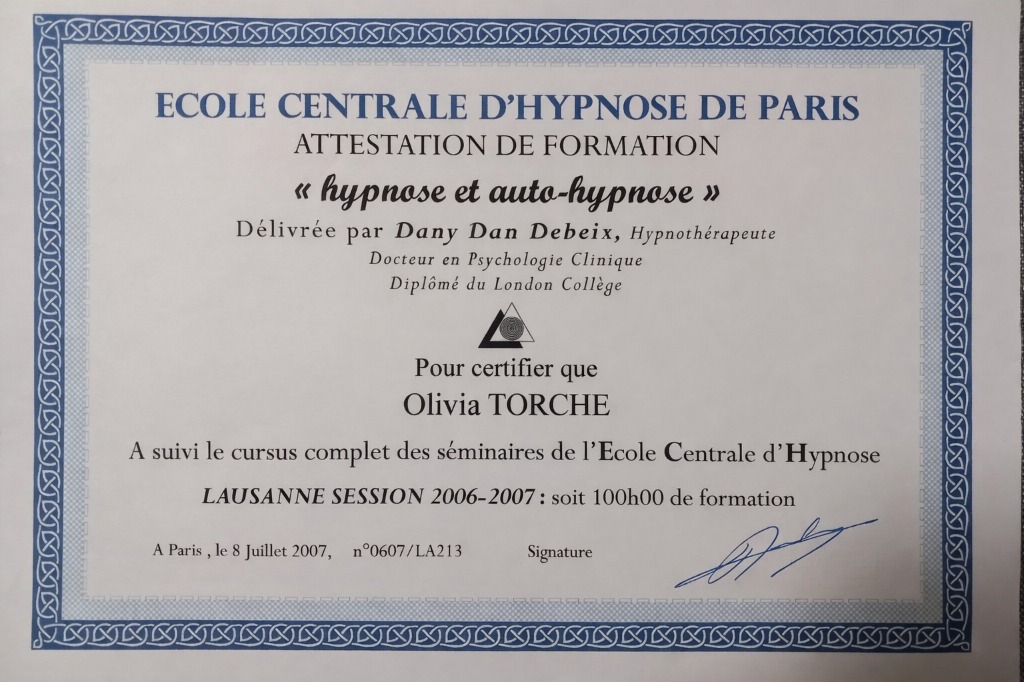 ECOLE CENTRALE D'HYPNOSE DE PARIS
ATTESTATION DE FORMATION
« hypnose et auto-hypnose »
Délivrée par Dany Dan Debeix, Hypnothérapeute
Docteur en Psychologie Clinique
Diplômé du London Collège
Pour certifier que
Olivia TORCHE
A suivi le cursus complet des séminaires de l'Ecole Centrale d'Hypnose
LAUSANNE SESSION 2006-2007 : soit 100h00 de formation
A Paris , le 8 Juillet 2007, n°0607/LA213 Signature